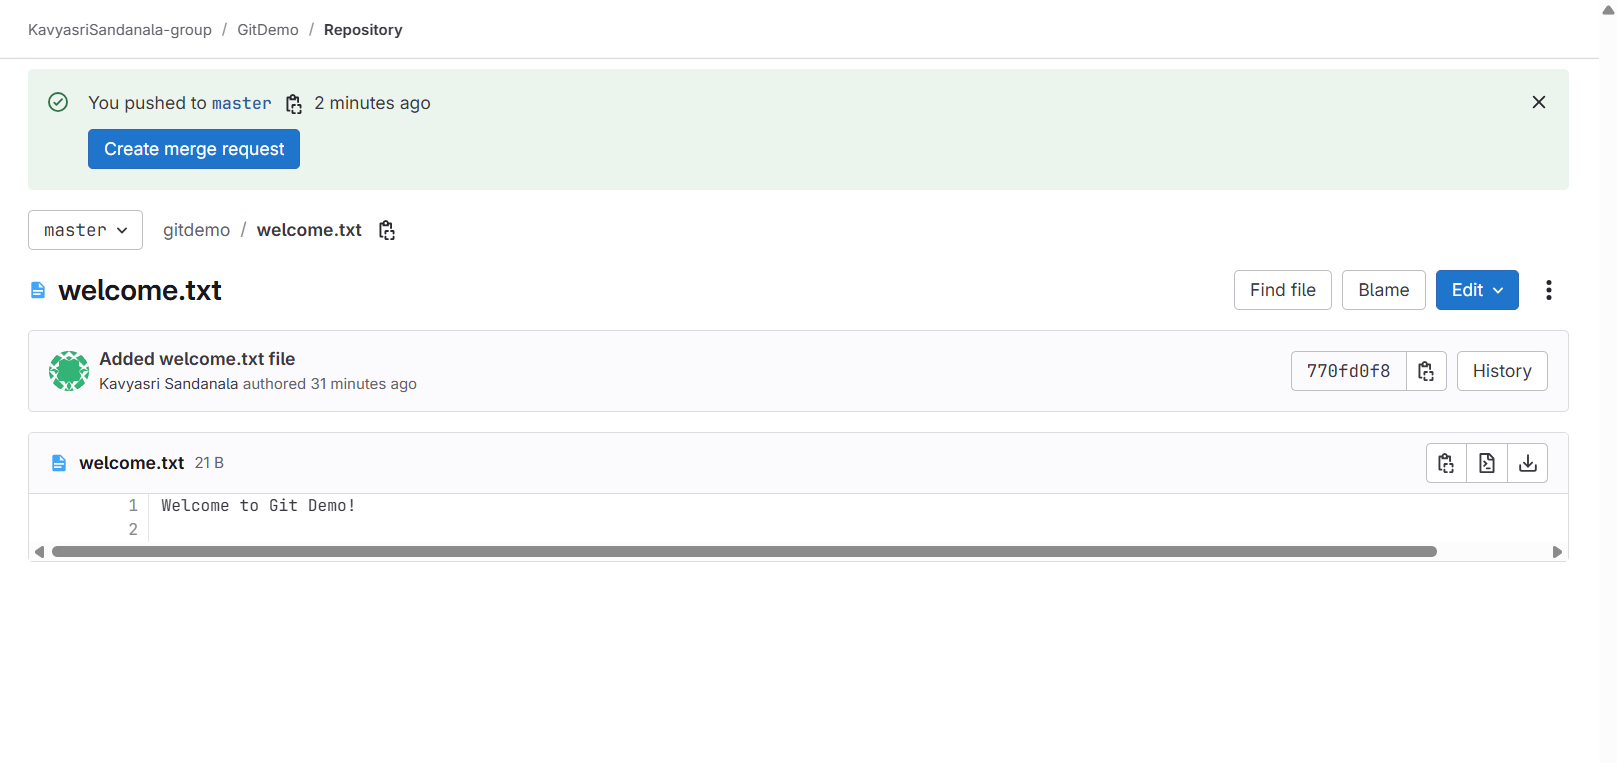 KavyasriSandanala-group / GitDemo / Repository
You pushed to master 2 minutes ago
Create merge request
master gitdemo / welcome.txt
welcome.txt Find file Blame Edit
Added welcome.txt file
Kavyasri Sandanala authored 31 minutes ago
770fd0f8 History
welcome.txt 21 B
1 Welcome to Git Demo!
2